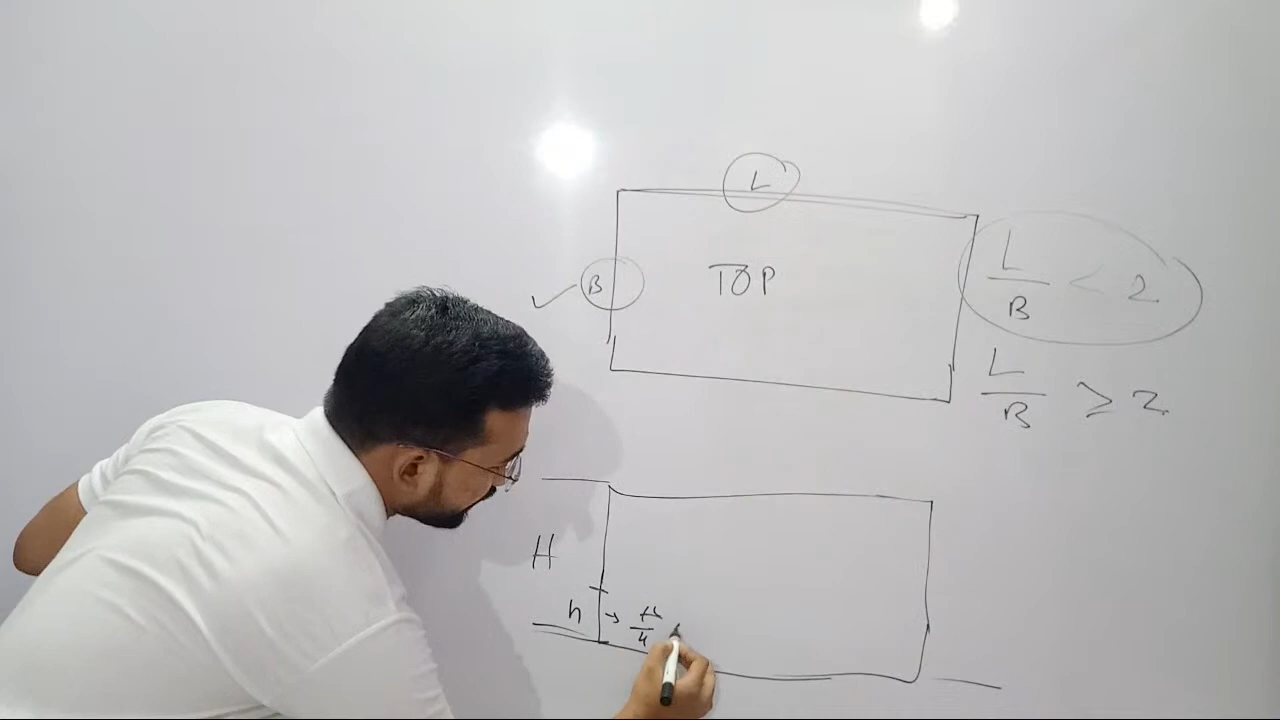 L
B TOP
L/B < 2
L/B ≥ 2
H
h → H/4